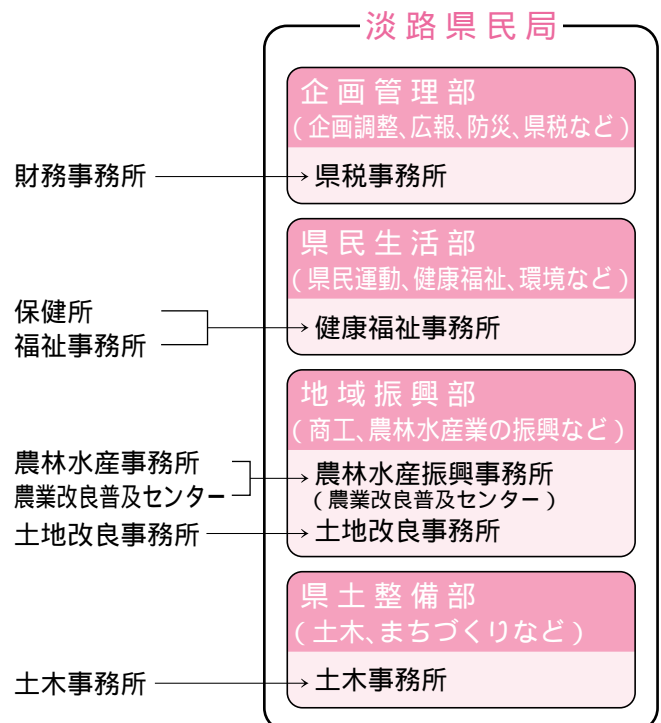 淡路県民局
企画管理部
(企画調整、広報、防災、県税など)
財務事務所
県税事務所
県民生活部
(県民運動、健康福祉、環境など)
保健所
福祉事務所
健康福祉事務所
地域振興部
(商工、農林水産業の振興など)
農林水産事務所
農業改良普及センター
農林水産振興事務所
(農業改良普及センター)
土地改良事務所
土地改良事務所
県土整備部
(土木、まちづくりなど)
土木事務所
土木事務所